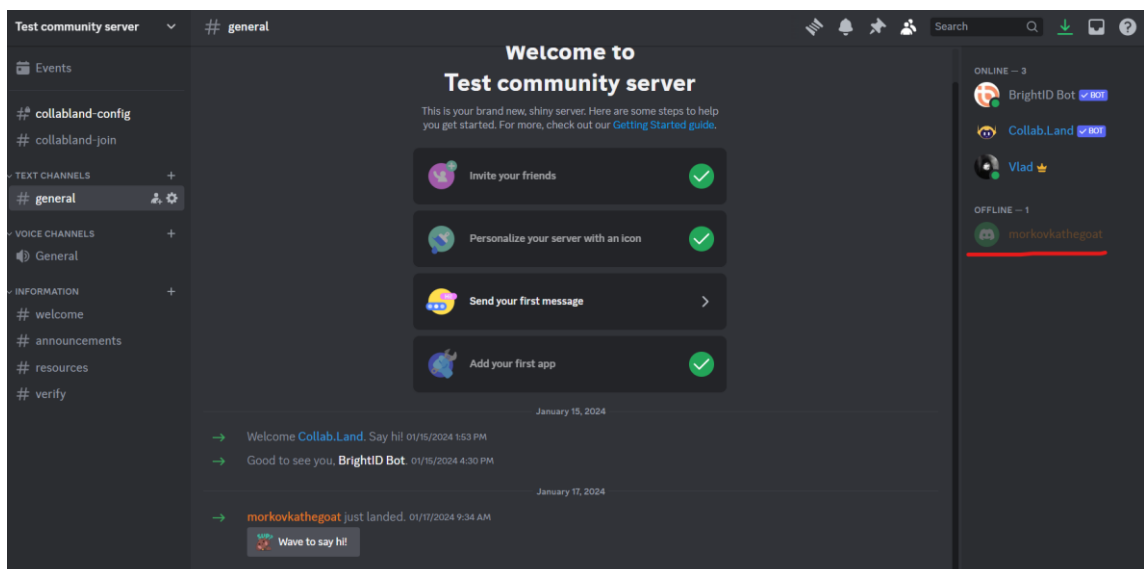 Test community server
# general
Search
Events
# collabland-config
# collabland-join
TEXT CHANNELS +
# general
VOICE CHANNELS +
General
INFORMATION +
# welcome
# announcements
# resources
# verify
Welcome to
Test community server
This is your brand new, shiny server. Here are some steps to help
you get started. For more, check out our Getting Started guide.
Invite your friends
Personalize your server with an icon
Send your first message
Add your first app
January 15, 2024
Welcome Collab.Land. Say hi! 01/15/2024 1:53 PM
Good to see you, BrightID Bot. 01/15/2024 4:30 PM
January 17, 2024
morkovkathegoat just landed. 01/17/2024 9:34 AM
Wave to say hi!
ONLINE — 3
BrightID Bot ✓ BOT
Collab.Land ✓ BOT
Vlad
OFFLINE — 1
morkovkathegoat